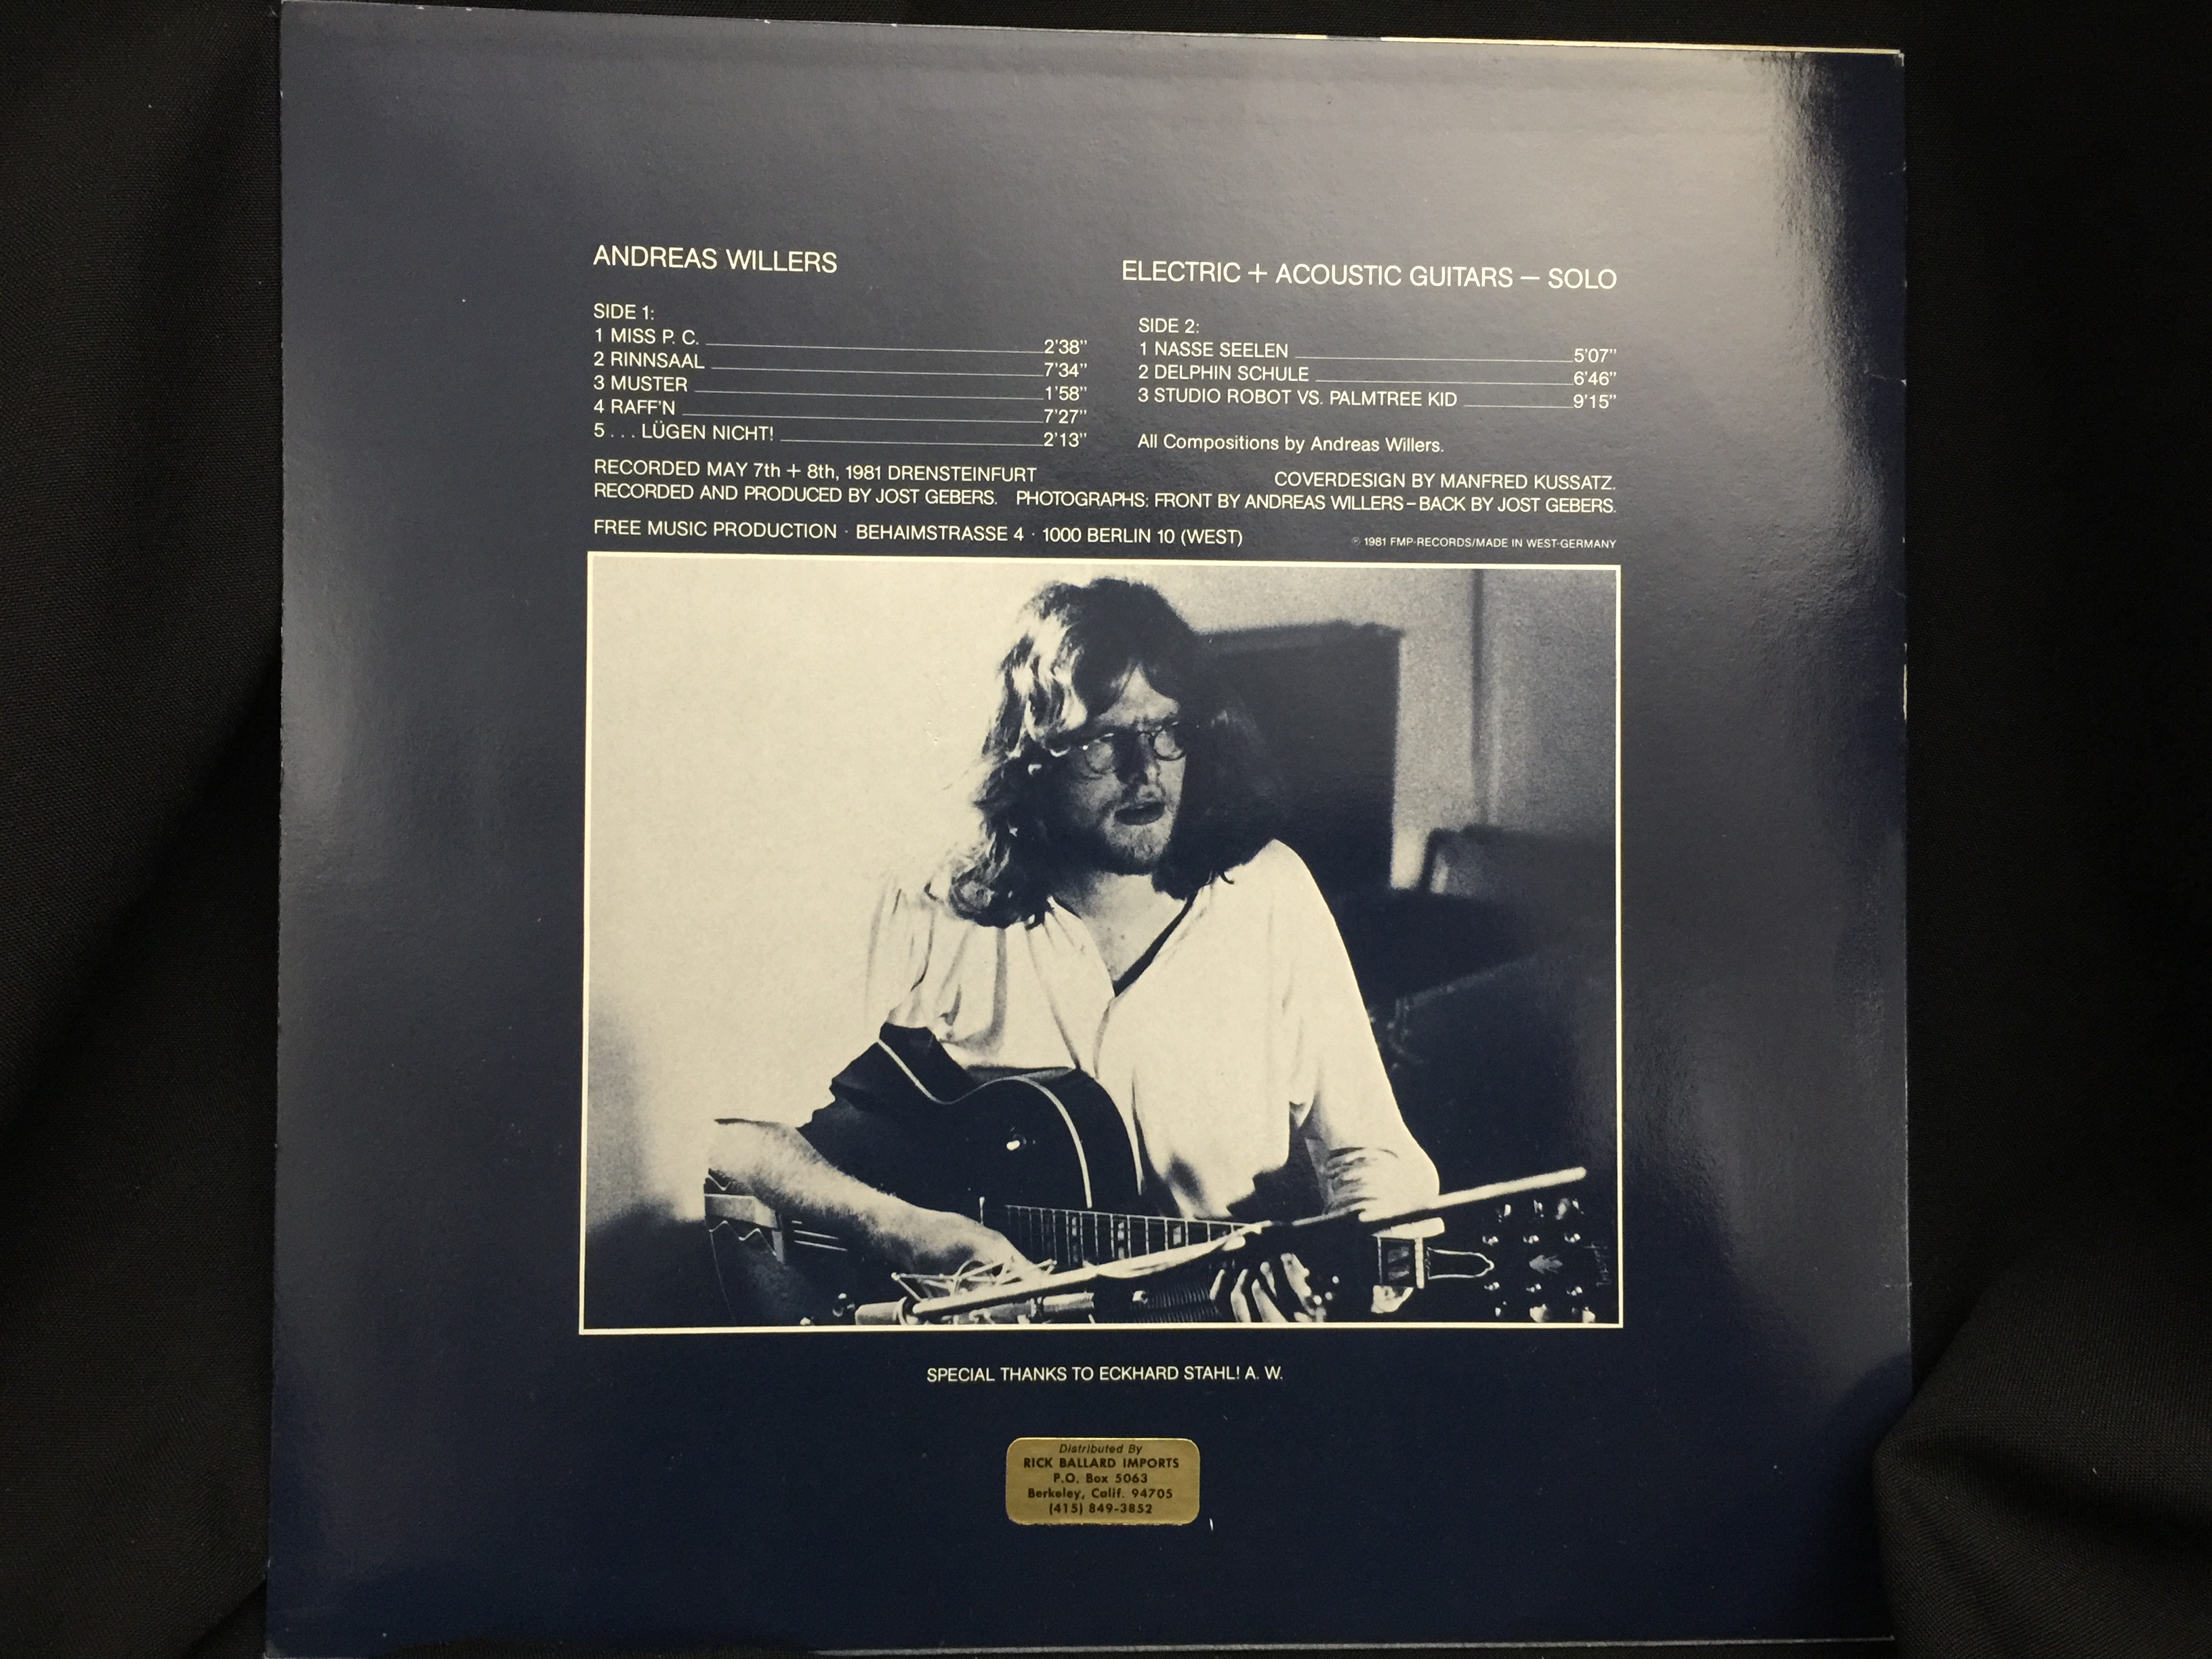 ANDREAS WILLERS
ELECTRIC + ACOUSTIC GUITARS — SOLO
SIDE 1:
1 MISS P. C. 2'38”
2 RINNSAAL 7'34”
3 MUSTER 1'58”
4 RAFF'N 7'27”
5 . . . LÜGEN NICHT! 2'13”
SIDE 2:
1 NASSE SEELEN 5'07”
2 DELPHIN SCHULE 6'46”
3 STUDIO ROBOT VS. PALMTREE KID 9'15”
All Compositions by Andreas Willers.
RECORDED MAY 7th + 8th, 1981 DRENSTEINFURT
COVERDESIGN BY MANFRED KUSSATZ.
RECORDED AND PRODUCED BY JOST GEBERS. PHOTOGRAPHS: FRONT BY ANDREAS WILLERS – BACK BY JOST GEBERS.
FREE MUSIC PRODUCTION · BEHAIMSTRASSE 4 · 1000 BERLIN 10 (WEST)
℗ 1981 FMP-RECORDS/MADE IN WEST-GERMANY
SPECIAL THANKS TO ECKHARD STAHL! A. W.
Distributed By
RICK BALLARD IMPORTS
P.O. Box 5063
Berkeley, Calif. 94705
(415) 849-3852